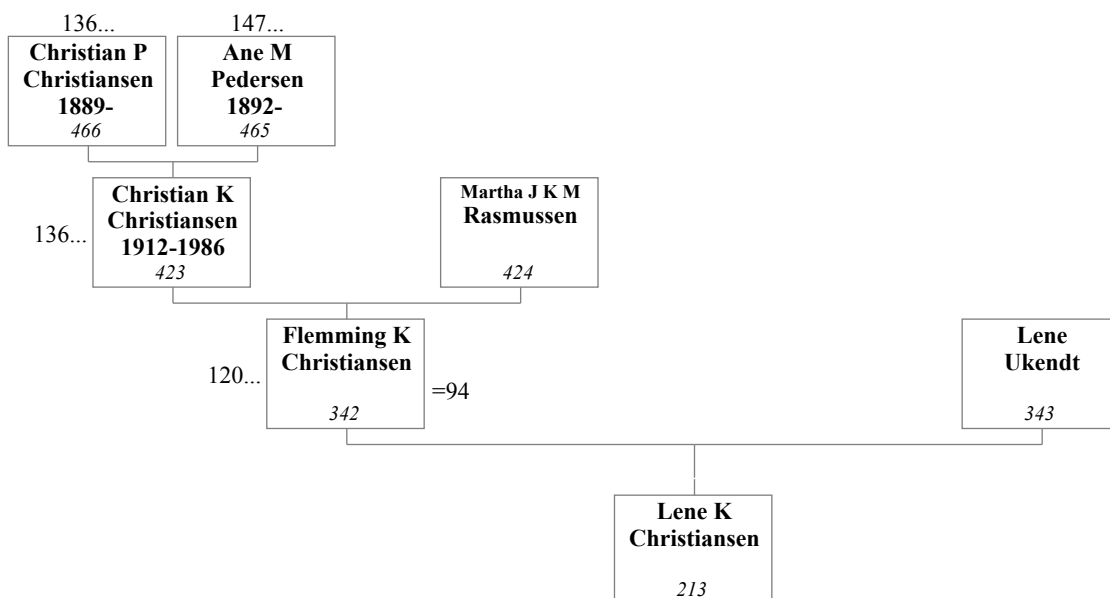 136...
147...
Christian P
Christiansen
1889-
466
Ane M
Pedersen
1892-
465
136...
Christian K
Christiansen
1912-1986
423
Martha J K M
Rasmussen
424
120...
Flemming K
Christiansen
342
=94
Lene
Ukendt
343
Lene K
Christiansen
213